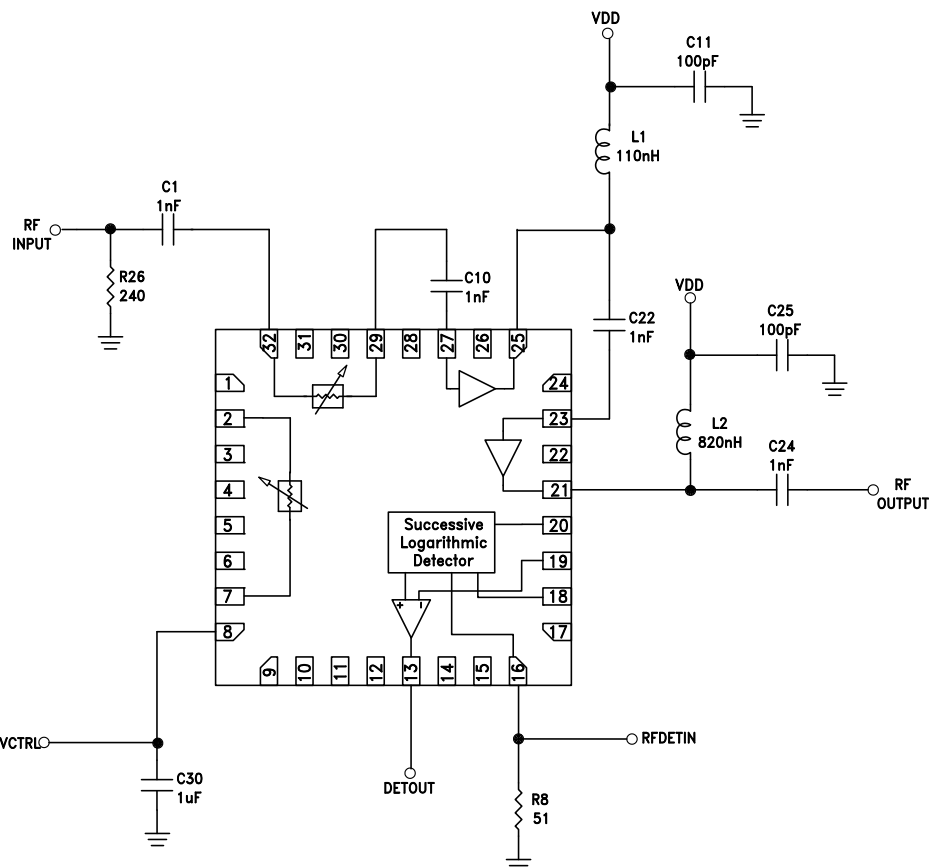 VDD
C11
100pF
L1
110nH
C1
1nF
RF
INPUT
R26
240
C10
1nF
C22
1nF
VDD
C25
100pF
L2
820nH
C24
1nF
RF
OUTPUT
32
31
30
29
28
27
26
25
1
2
3
4
5
6
7
8
24
23
22
21
20
19
18
17
Successive
Logarithmic
Detector
+ -
9
10
11
12
13
14
15
16
VCTRL
C30
1uF
DETOUT
RFDETIN
R8
51